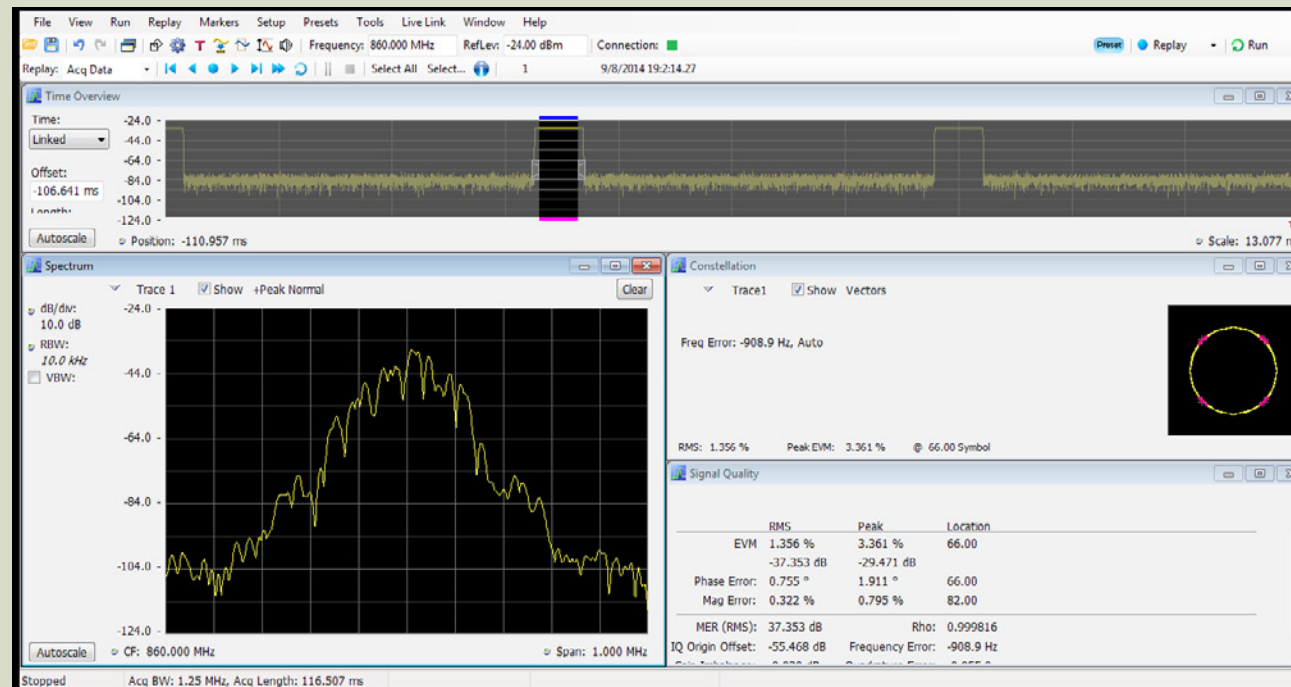 File View Run Replay Markers Setup Presets Tools Live Link Window Help
Frequency: 860.000 MHz RefLev: -24.00 dBm Connection: Preset Replay Run
Replay: Acq Data Select All Select... 1 9/8/2014 19:2:14.27
Time Overview
Time:
Linked
Offset:
-106.641 ms
Autoscale
-24.0
-44.0
-64.0
-84.0
-104.0
-124.0
Position: -110.957 ms Scale: 13.077
Spectrum
Trace 1 Show +Peak Normal Clear
dB/div:
10.0 dB
RBW:
10.0 kHz
VBW:
-24.0
-44.0
-64.0
-84.0
-104.0
-124.0
Autoscale CF: 860.000 MHz Span: 1.000 MHz
Constellation
Trace1 Show Vectors
Freq Error: -908.9 Hz, Auto
RMS: 1.356 % Peak EVM: 3.361 % @ 66.00 Symbol
Signal Quality
RMS Peak Location
EVM 1.356 % 3.361 % 66.00
-37.353 dB -29.471 dB
Phase Error: 0.755 ° 1.911 ° 66.00
Mag Error: 0.322 % 0.795 % 82.00
MER (RMS): 37.353 dB Rho: 0.999816
IQ Origin Offset: -55.468 dB Frequency Error: -908.9 Hz
Stopped Acq BW: 1.25 MHz, Acq Length: 116.507 ms